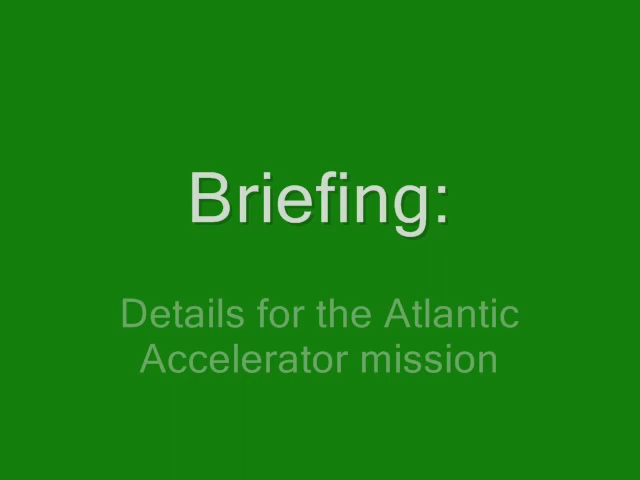 Briefing:
Details for the Atlantic
Accelerator mission